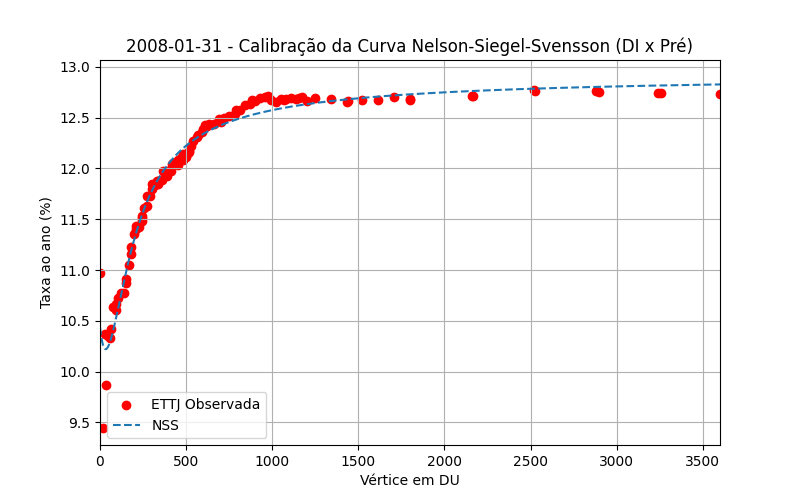 2008-01-31 - Calibração da Curva Nelson-Siegel-Svensson (DI x Pré)
13.0
12.5
12.0
11.5
11.0
10.5
10.0
9.5
Taxa ao ano (%)
ETTJ Observada
NSS
0 500 1000 1500 2000 2500 3000 3500
Vértice em DU